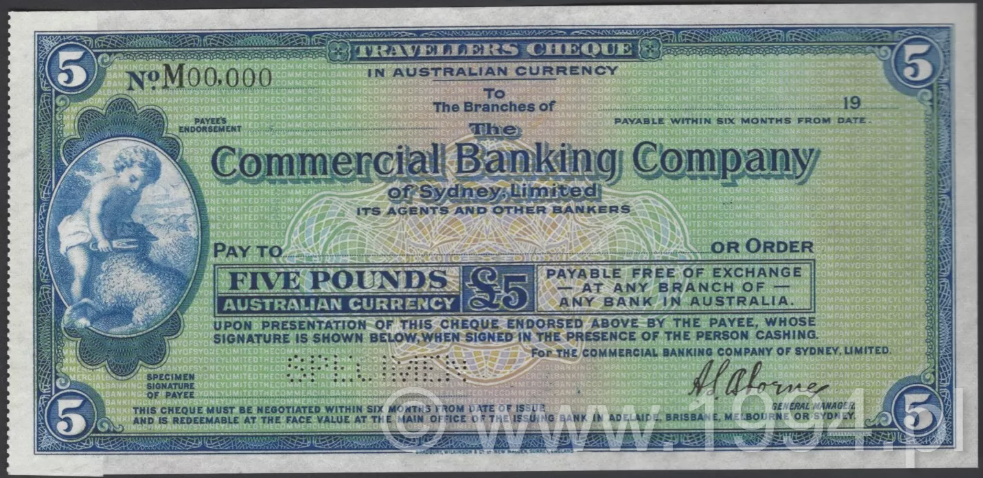 5 TRAVELLERS CHEQUE 5
No. M00,000
IN AUSTRALIAN CURRENCY
TO
The Branches of
19
PAYEE'S
ENDORSEMENT
PAYABLE WITHIN SIX MONTHS FROM DATE.
The
Commercial Banking Company
of Sydney, Limited
ITS AGENTS AND OTHER BANKERS
PAY TO OR ORDER
FIVE POUNDS
AUSTRALIAN CURRENCY
£5
PAYABLE FREE OF EXCHANGE
— AT ANY BRANCH OF —
ANY BANK IN AUSTRALIA.
UPON PRESENTATION OF THIS CHEQUE ENDORSED ABOVE BY THE PAYEE, WHOSE
SIGNATURE IS SHOWN BELOW, WHEN SIGNED IN THE PRESENCE OF THE PERSON CASHING.
For THE COMMERCIAL BANKING COMPANY OF SYDNEY, LIMITED.
SPECIMEN
SPECIMEN
SIGNATURE
OF PAYEE
GENERAL MANAGER.
5 5
THIS CHEQUE MUST BE NEGOTIATED WITHIN SIX MONTHS FROM DATE OF ISSUE
AND IS REDEEMABLE AT THE FACE VALUE AT THE MAIN OFFICE OF THE ISSUING BANK IN ADELAIDE, BRISBANE, MELBOURNE OR SYDNEY.
© www.1994.pl